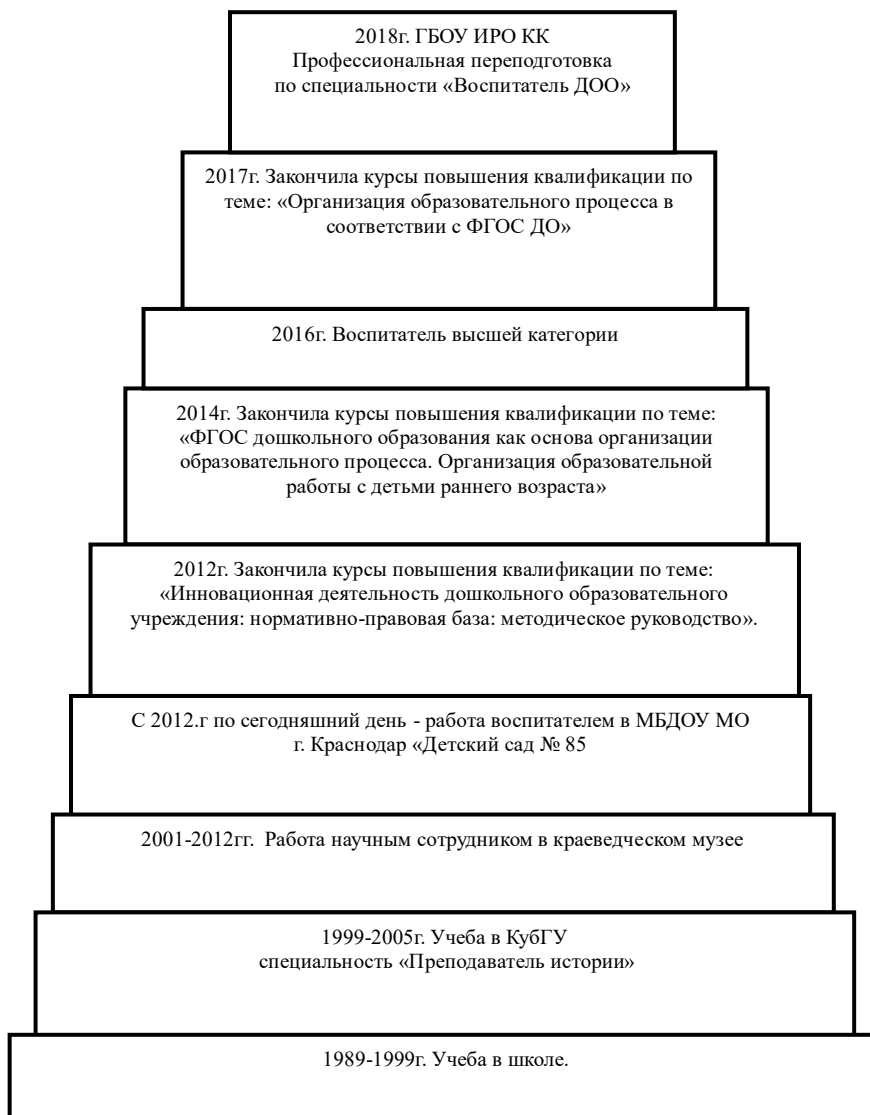 2018г. ГБОУ ИРО КК
Профессиональная переподготовка
по специальности «Воспитатель ДОО»
2017г. Закончила курсы повышения квалификации по
теме: «Организация образовательного процесса в
соответствии с ФГОС ДО»
2016г. Воспитатель высшей категории
2014г. Закончила курсы повышения квалификации по теме:
«ФГОС дошкольного образования как основа организации
образовательного процесса. Организация образовательной
работы с детьми раннего возраста»
2012г. Закончила курсы повышения квалификации по теме:
«Инновационная деятельность дошкольного образовательного
учреждения: нормативно-правовая база: методическое руководство».
С 2012.г по сегодняшний день - работа воспитателем в МБДОУ МО
г. Краснодар «Детский сад № 85
2001-2012гг. Работа научным сотрудником в краеведческом музее
1999-2005г. Учеба в КубГУ
специальность «Преподаватель истории»
1989-1999г. Учеба в школе.